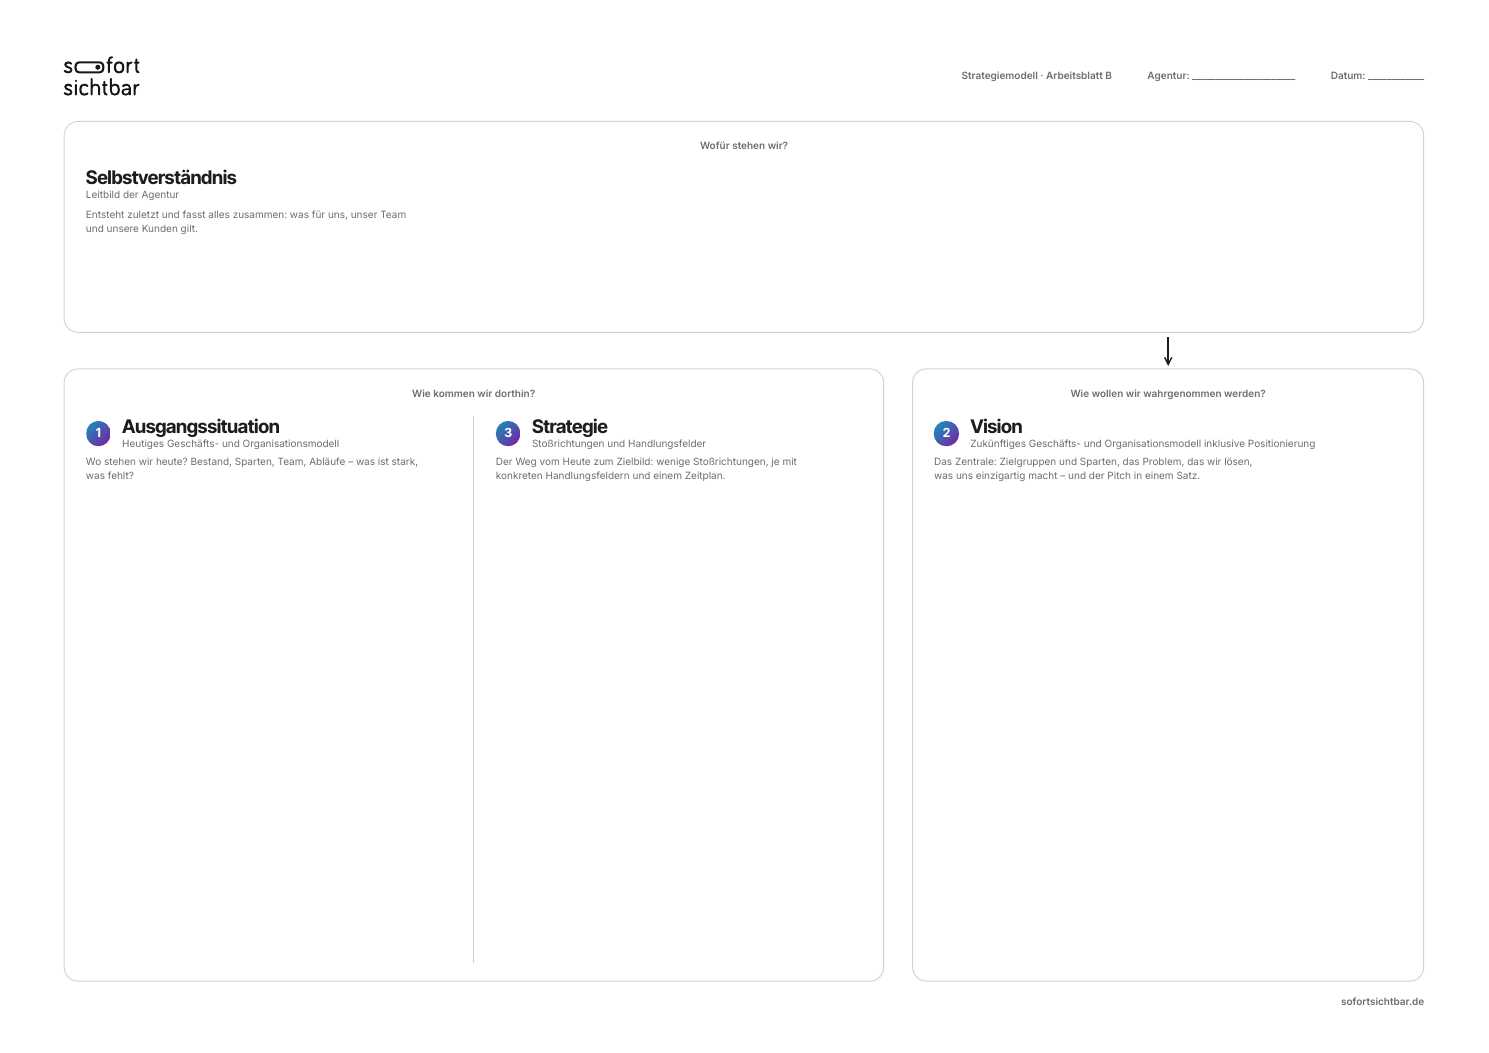 sofort
sichtbar
Strategiemodell · Arbeitsblatt B
Agentur: ____________________
Datum: ___________
Wofür stehen wir?
Selbstverständnis
Leitbild der Agentur
Entsteht zuletzt und fasst alles zusammen: was für uns, unser Team
und unsere Kunden gilt.
Wie kommen wir dorthin?
1 Ausgangssituation
Heutiges Geschäfts- und Organisationsmodell
Wo stehen wir heute? Bestand, Sparten, Team, Abläufe – was ist stark,
was fehlt?
3 Strategie
Stoßrichtungen und Handlungsfelder
Der Weg vom Heute zum Zielbild: wenige Stoßrichtungen, je mit
konkreten Handlungsfeldern und einem Zeitplan.
Wie wollen wir wahrgenommen werden?
2 Vision
Zukünftiges Geschäfts- und Organisationsmodell inklusive Positionierung
Das Zentrale: Zielgruppen und Sparten, das Problem, das wir lösen,
was uns einzigartig macht – und der Pitch in einem Satz.
sofortsichtbar.de